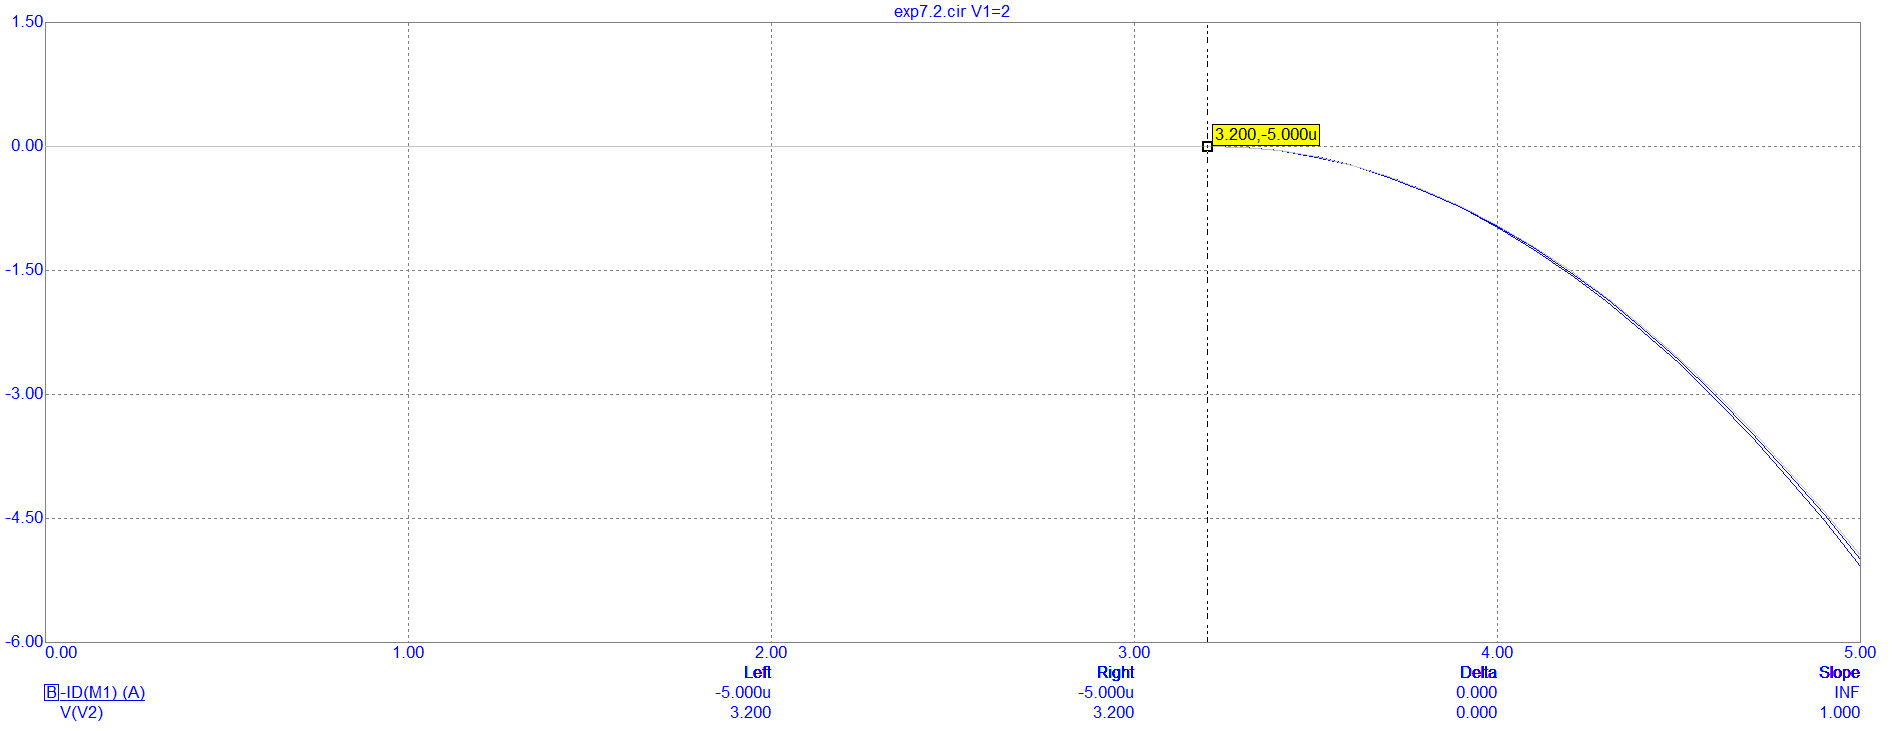 exp7.2.cir V1=2
1.50
3.200,-5.000u
0.00
-1.50
-3.00
-4.50
-6.00
0.00 1.00 2.00 3.00 4.00 5.00
Left Right Delta Slope
B -ID(M1) (A) -5.000u -5.000u 0.000 INF
V(V2) 3.200 3.200 0.000 1.000